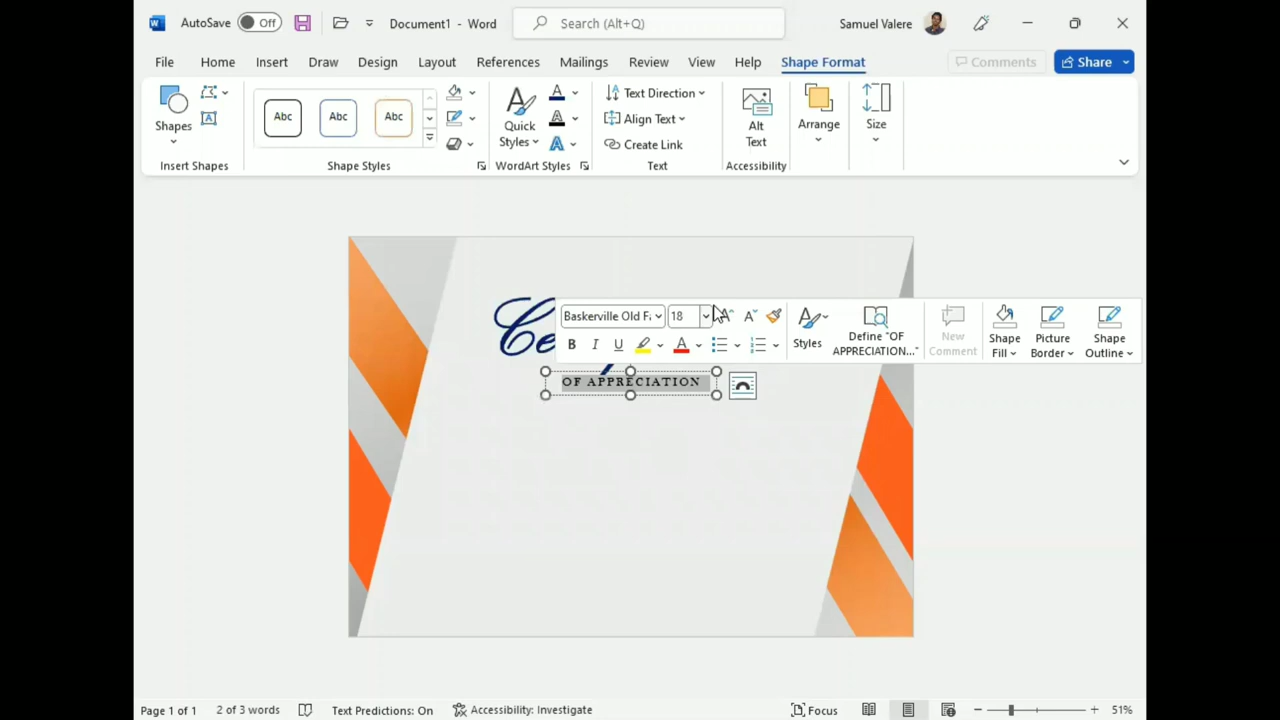 AutoSave Off Document1 - Word Search (Alt+Q) Samuel Valere
File Home Insert Draw Design Layout References Mailings Review View Help Shape Format Comments Share
Shapes
Insert Shapes
Abc Abc Abc
Shape Styles
Quick Styles
WordArt Styles
Text Direction
Align Text
Create Link
Text
Alt Text
Accessibility
Arrange
Size
Baskerville Old F 18
Styles
Define "OF APPRECIATION..."
New Comment
Shape Fill
Picture Border
Shape Outline
Ce
OF APPRECIATION
Page 1 of 1 2 of 3 words Text Predictions: On Accessibility: Investigate Focus 51%